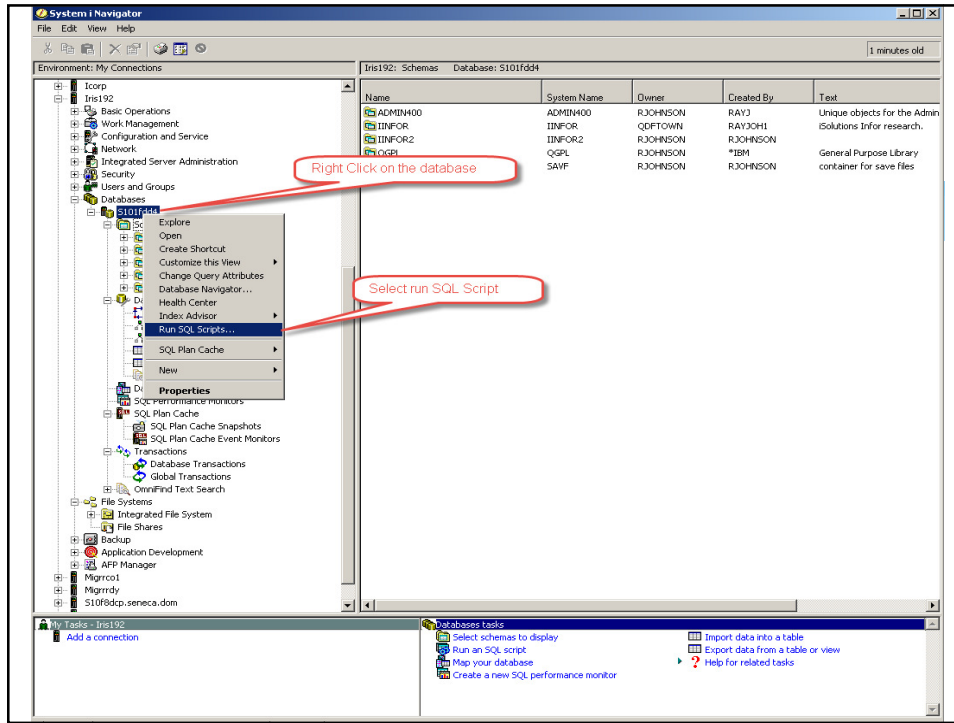 System i Navigator
File Edit View Help
1 minutes old
Environment: My Connections
Iris192: Schemas Database: S101fdd4
Icorp
Iris192
Basic Operations
Work Management
Configuration and Service
Network
Integrated Server Administration
Security
Users and Groups
Databases
S101fdd4
Explore
Open
Create Shortcut
Customize this View
Change Query Attributes
Database Navigator...
Health Center
Index Advisor
Run SQL Scripts...
SQL Plan Cache
New
Properties
SQL Performance Monitors
SQL Plan Cache
SQL Plan Cache Snapshots
SQL Plan Cache Event Monitors
Transactions
Database Transactions
Global Transactions
OmniFind Text Search
File Systems
Integrated File System
File Shares
Backup
Application Development
AFP Manager
Migrrco1
Migrrdy
S10f8dcp.seneca.dom
Right Click on the database
Select run SQL Script
Name System Name Owner Created By Text
ADMIN400 ADMIN400 RJOHNSON RAYJ Unique objects for the Admin
IINFOR IINFOR QDFTOWN RAYJOH1 iSolutions Infor research.
IINFOR2 IINFOR2 RJOHNSON RJOHNSON
QGPL QGPL RJOHNSON *IBM General Purpose Library
SAVF RJOHNSON RJOHNSON container for save files
My Tasks - Iris192
Add a connection
Databases tasks
Select schemas to display
Run an SQL script
Map your database
Create a new SQL performance monitor
Import data into a table
Export data from a table or view
Help for related tasks